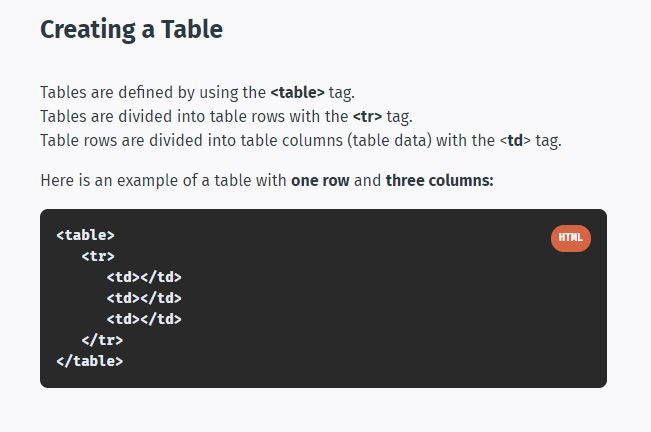 Creating a Table
Tables are defined by using the <table> tag.
Tables are divided into table rows with the <tr> tag.
Table rows are divided into table columns (table data) with the <td> tag.
Here is an example of a table with one row and three columns:
HTML
<table>
   <tr>
      <td></td>
      <td></td>
      <td></td>
   </tr>
</table>